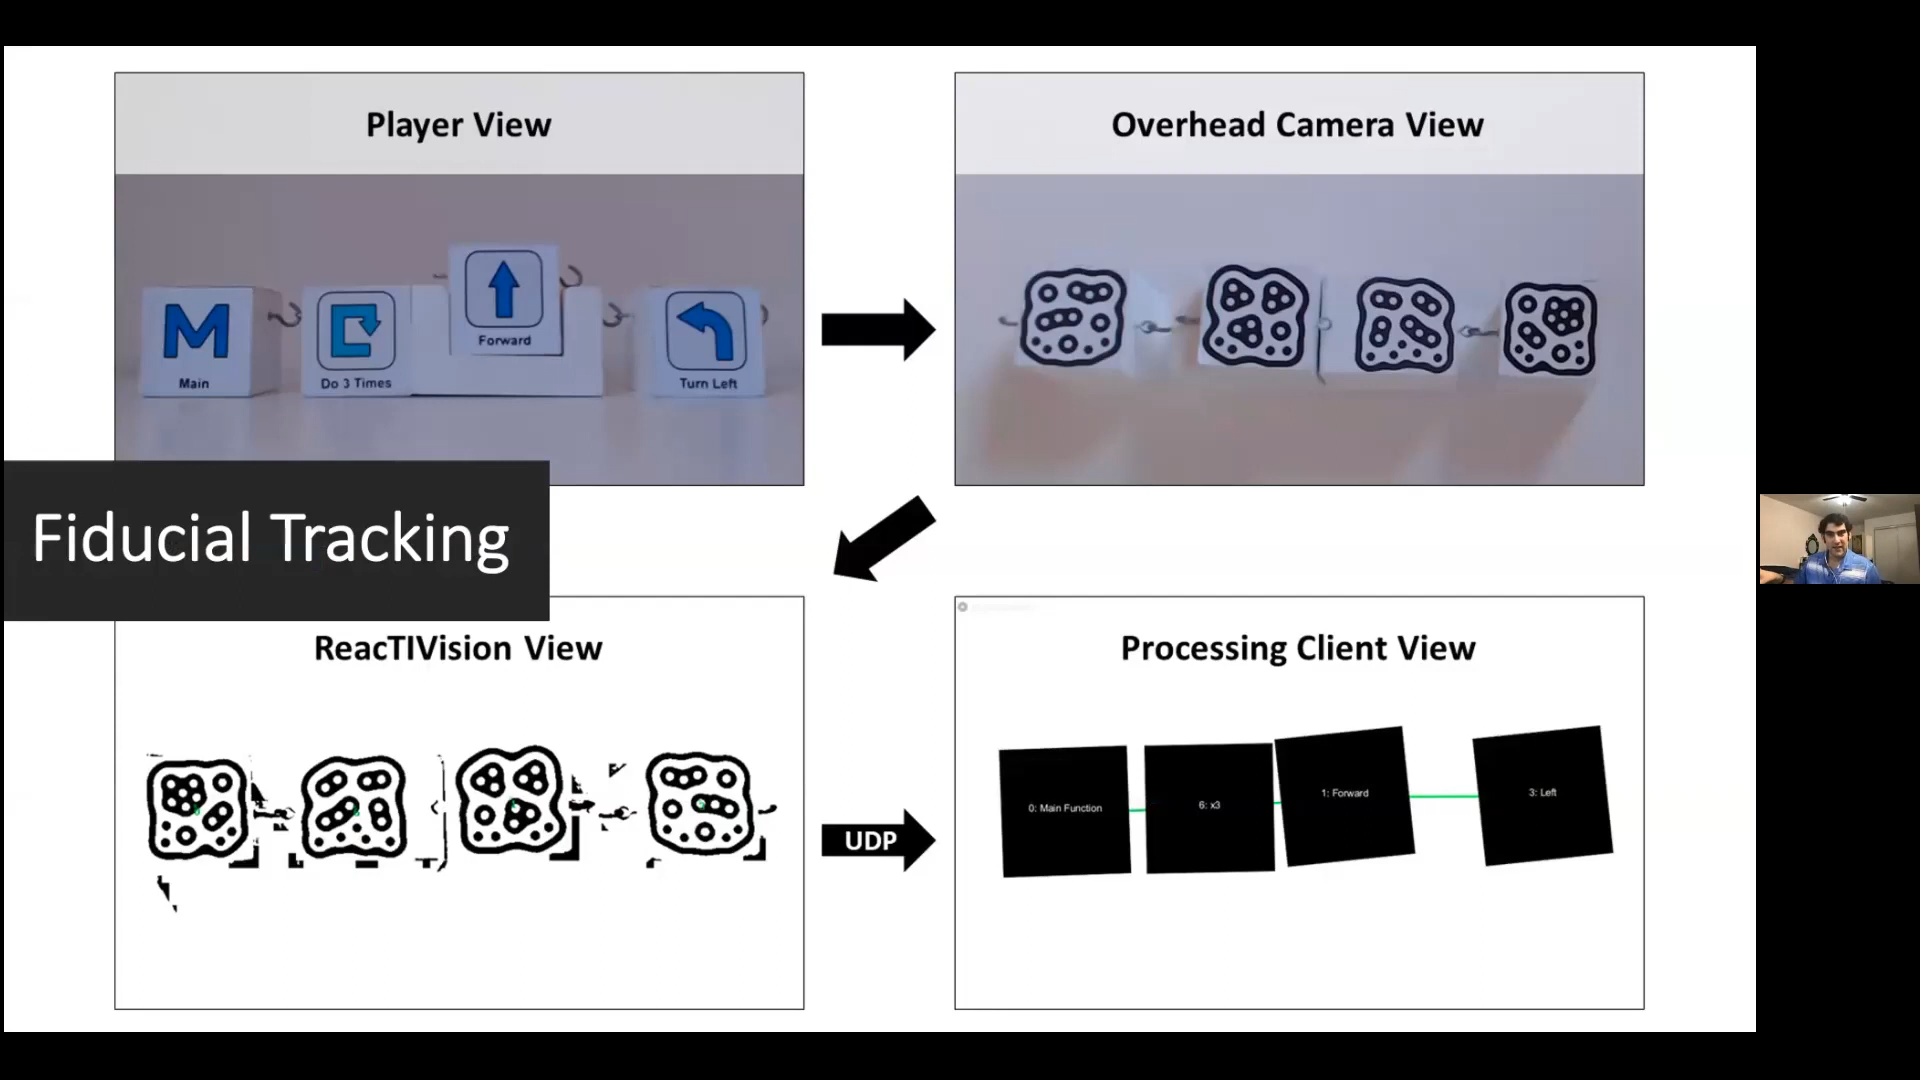 Player View
M
Main
Do 3 Times
Forward
Turn Left
Overhead Camera View
Fiducial Tracking
ReacTIVision View
UDP
Processing Client View
0: Main Function
6: x3
1: Forward
3: Left